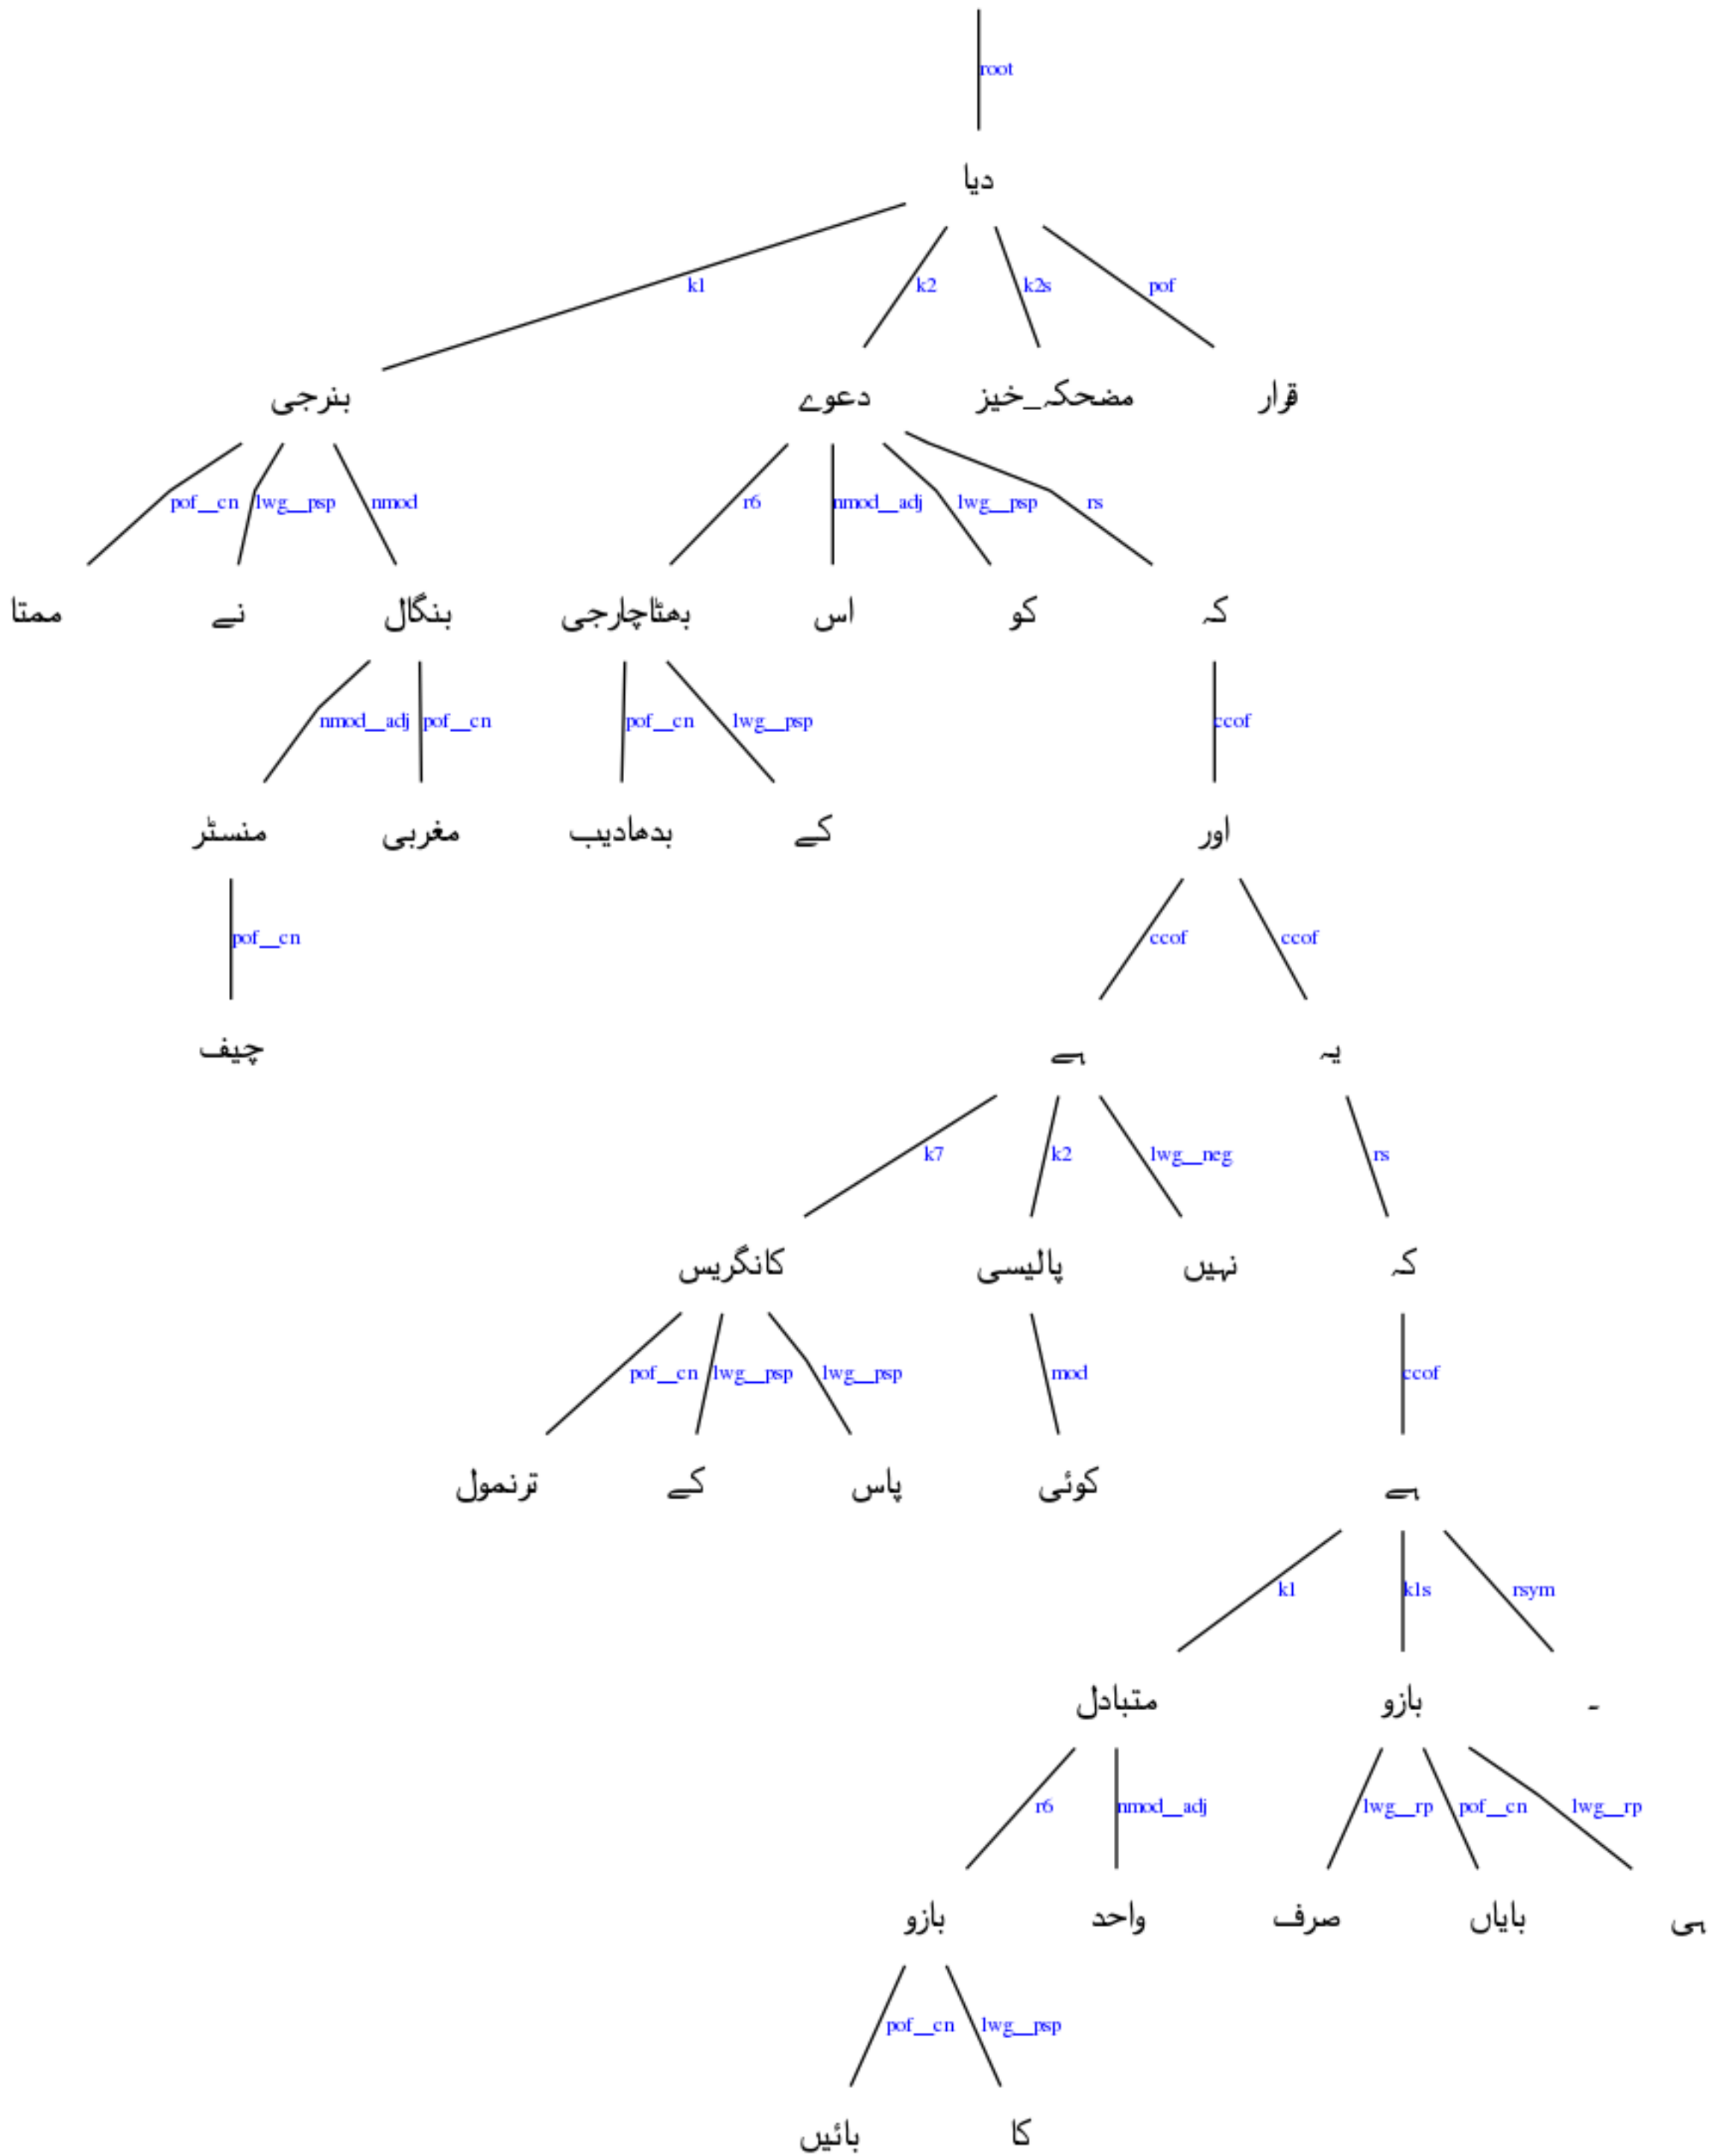 root
دیا
k1 k2 k2s pof
بنرجی دعوے مضحکہ_خیز قرار
pof__cn lwg__psp nmod r6 nmod__adj lwg__psp rs
ممتا نے بنگال بھٹاچارجی اس کو کہ
nmod__adj pof__cn pof__cn lwg__psp ccof
منسٹر مغربی بدھادیب کے اور
pof__cn ccof ccof
چیف ہے یہ
k7 k2 lwg__neg rs
کانگریس پالیسی نہیں کہ
pof__cn lwg__psp lwg__psp mod ccof
ترنمول کے پاس کوئی ہے
k1 k1s rsym
متبادل بازو ۔
r6 nmod__adj lwg__rp pof__cn lwg__rp
بازو واحد صرف بایاں ہی
pof__cn lwg__psp
بائیں کا